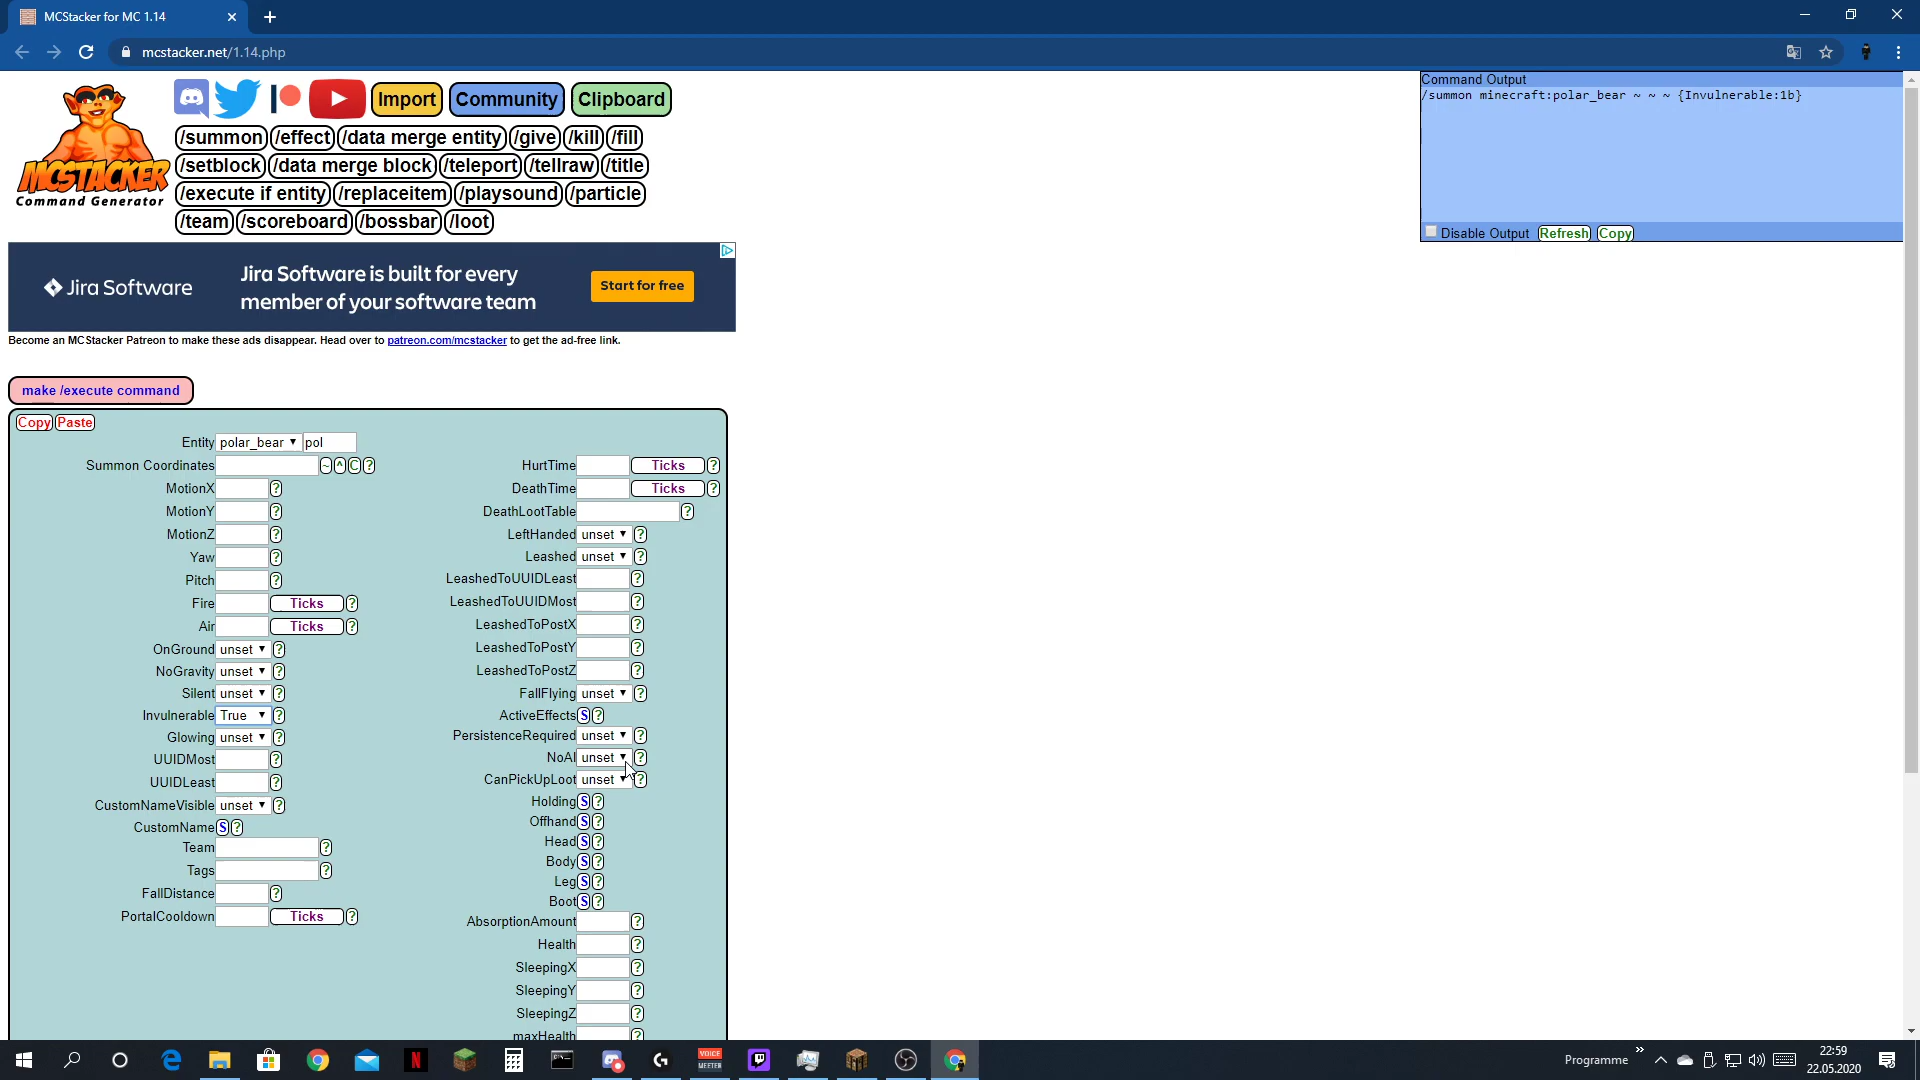 MCStacker for MC 1.14
mcstacker.net/1.14.php
MCSTACKER
Command Generator
Import Community Clipboard
/summon /effect /data merge entity /give /kill /fill
/setblock /data merge block /teleport /tellraw /title
/execute if entity /replaceitem /playsound /particle
/team /scoreboard /bossbar /loot
Command Output
/summon minecraft:polar_bear ~ ~ ~ {Invulnerable:1b}
Disable Output Refresh Copy
Jira Software
Jira Software is built for every
member of your software team
Start for free
Become an MCStacker Patreon to make these ads disappear. Head over to patreon.com/mcstacker to get the ad-free link.
make /execute command
Copy Paste
Entity polar_bear ▼ pol
Summon Coordinates ~ ^ C ?
MotionX ?
MotionY ?
MotionZ ?
Yaw ?
Pitch ?
Fire Ticks ?
Air Ticks ?
OnGround unset ▼ ?
NoGravity unset ▼ ?
Silent unset ▼ ?
Invulnerable True ▼ ?
Glowing unset ▼ ?
UUIDMost ?
UUIDLeast ?
CustomNameVisible unset ▼ ?
CustomName S ?
Team ?
Tags ?
FallDistance ?
PortalCooldown Ticks ?
HurtTime Ticks ?
DeathTime Ticks ?
DeathLootTable ?
LeftHanded unset ▼ ?
Leashed unset ▼ ?
LeashedToUUIDLeast ?
LeashedToUUIDMost ?
LeashedToPostX ?
LeashedToPostY ?
LeashedToPostZ ?
FallFlying unset ▼ ?
ActiveEffects S ?
PersistenceRequired unset ▼ ?
NoAI unset ▼ ?
CanPickUpLoot unset ▼ ?
Holding S ?
Offhand S ?
Head S ?
Body S ?
Leg S ?
Boot S ?
AbsorptionAmount ?
Health ?
SleepingX ?
SleepingY ?
SleepingZ ?
maxHealth ?
VOICE
MEETER
Programme
22:59
22.05.2020